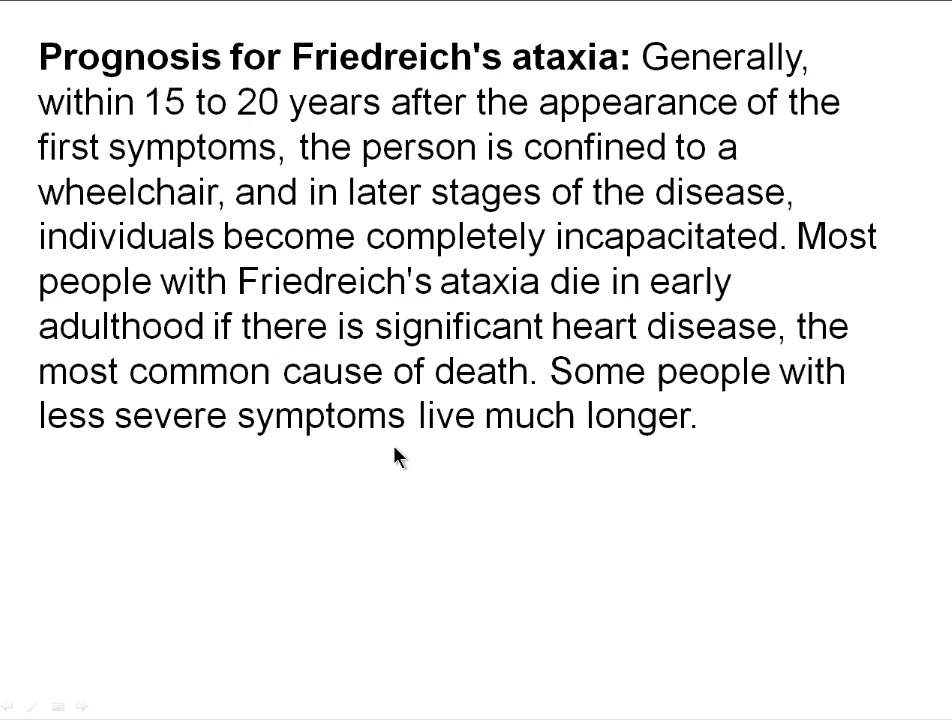 Prognosis for Friedreich's ataxia: Generally,
within 15 to 20 years after the appearance of the
first symptoms, the person is confined to a
wheelchair, and in later stages of the disease,
individuals become completely incapacitated. Most
people with Friedreich's ataxia die in early
adulthood if there is significant heart disease, the
most common cause of death. Some people with
less severe symptoms live much longer.